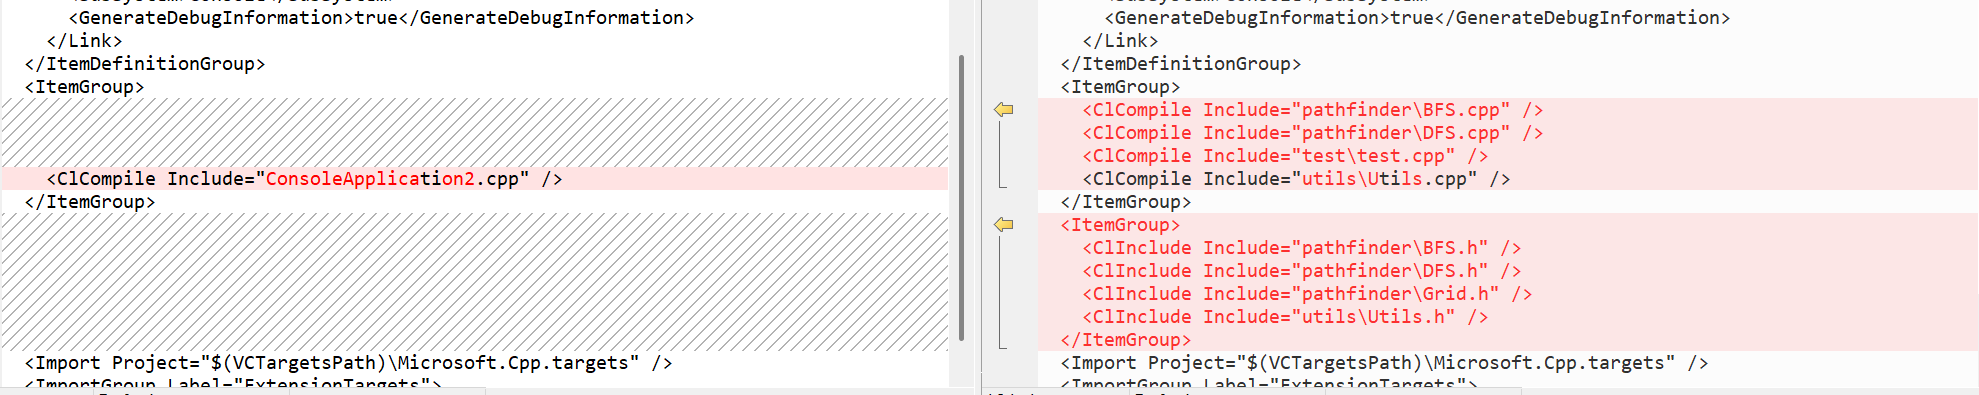 <GenerateDebugInformation>true</GenerateDebugInformation>
</Link>
</ItemDefinitionGroup>
<ItemGroup>
<ClCompile Include="ConsoleApplication2.cpp" />
</ItemGroup>
<Import Project="$(VCTargetsPath)\Microsoft.Cpp.targets" />
<ImportGroup Label="ExtensionTargets">
<GenerateDebugInformation>true</GenerateDebugInformation>
</Link>
</ItemDefinitionGroup>
<ItemGroup>
<ClCompile Include="pathfinder\BFS.cpp" />
<ClCompile Include="pathfinder\DFS.cpp" />
<ClCompile Include="test\test.cpp" />
<ClCompile Include="utils\Utils.cpp" />
</ItemGroup>
<ItemGroup>
<ClInclude Include="pathfinder\BFS.h" />
<ClInclude Include="pathfinder\DFS.h" />
<ClInclude Include="pathfinder\Grid.h" />
<ClInclude Include="utils\Utils.h" />
</ItemGroup>
<Import Project="$(VCTargetsPath)\Microsoft.Cpp.targets" />
<ImportGroup Label="ExtensionTargets">